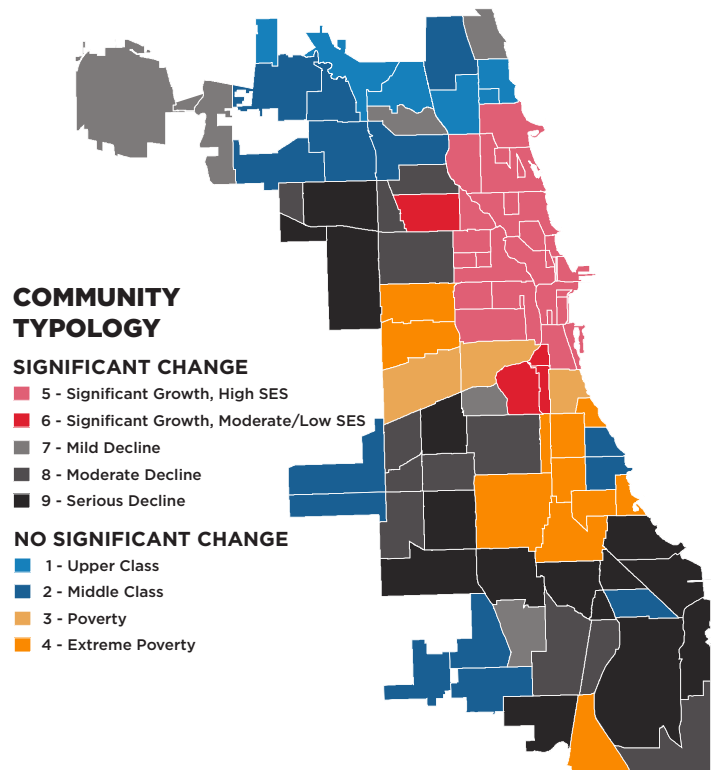 COMMUNITY
TYPOLOGY
SIGNIFICANT CHANGE
5 - Significant Growth, High SES
6 - Significant Growth, Moderate/Low SES
7 - Mild Decline
8 - Moderate Decline
9 - Serious Decline
NO SIGNIFICANT CHANGE
1 - Upper Class
2 - Middle Class
3 - Poverty
4 - Extreme Poverty